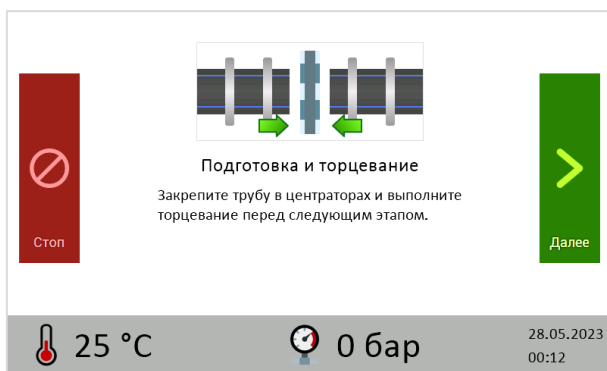 Подготовка и торцевание
Закрепите трубу в центраторах и выполните
торцевание перед следующим этапом.
Стоп
Далее
25 °C
0 бар
28.05.2023
00:12